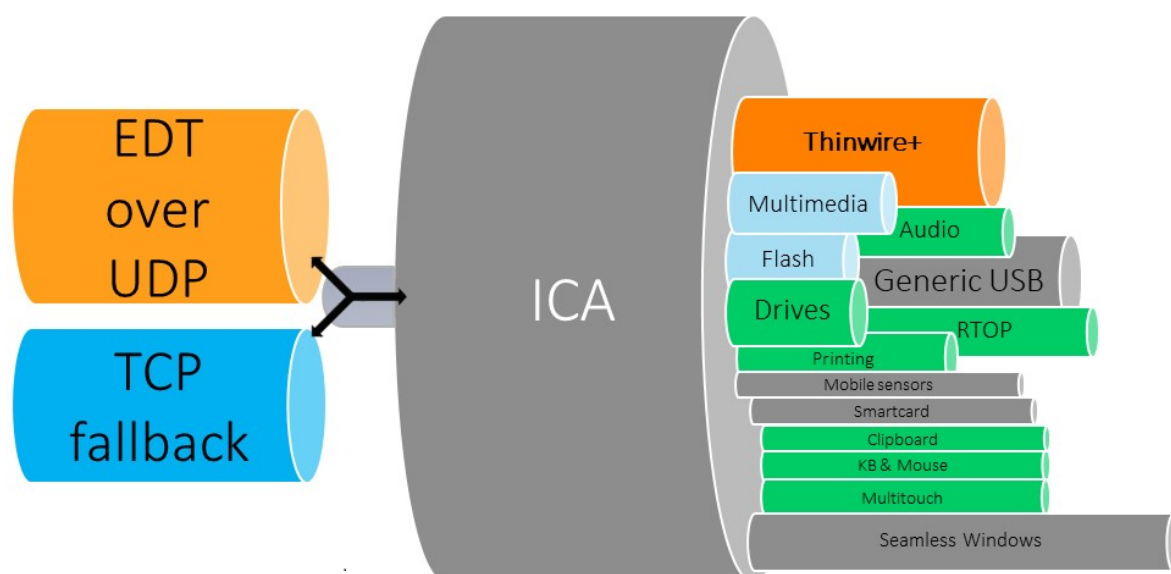 EDT
over
UDP
TCP
fallback
ICA
Thinwire+
Multimedia
Audio
Flash
Generic USB
Drives
RTOP
Printing
Mobile sensors
Smartcard
Clipboard
KB & Mouse
Multitouch
Seamless Windows